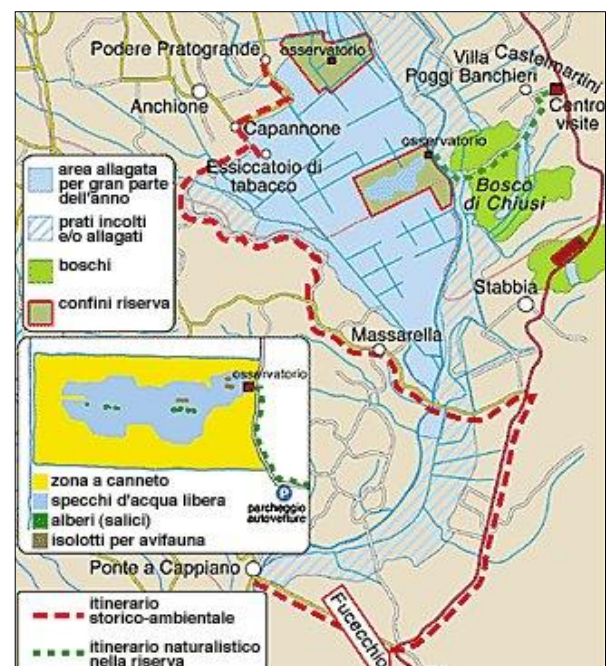 Podere Pratogrande
osservatorio
Villa
Poggi Banchieri
Castelmartini
Centro
visite
Anchione
Capannone
osservatorio
Essiccatoio di
tabacco
Bosco
di Chiusi
area allagata
per gran parte
dell'anno
prati incolti
e/o allagati
boschi
confini riserva
Stabbia
Massarella
osservatorio
zona a canneto
specchi d'acqua libera
alberi (salici)
isolotti per avifauna
P
parcheggio
autovetture
Ponte a Cappiano
Fucecchio
itinerario
storico-ambientale
itinerario naturalistico
nella riserva